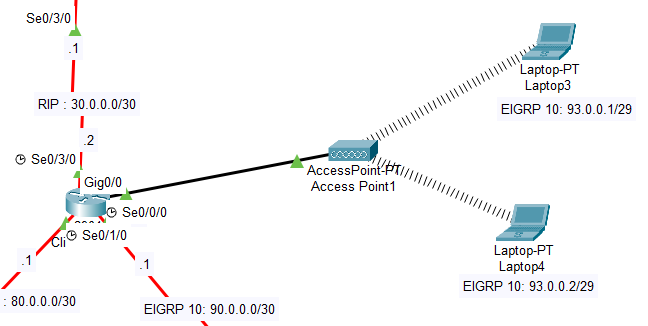 Se0/3/0
.1
Laptop-PT
Laptop3
RIP : 30.0.0.0/30
EIGRP 10: 93.0.0.1/29
.2
Se0/3/0
Gig0/0
AccessPoint-PT
Access Point1
Se0/0/0
Cli
Se0/1/0
Laptop-PT
Laptop4
.1
.1
EIGRP 10: 93.0.0.2/29
: 80.0.0.0/30
EIGRP 10: 90.0.0.0/30